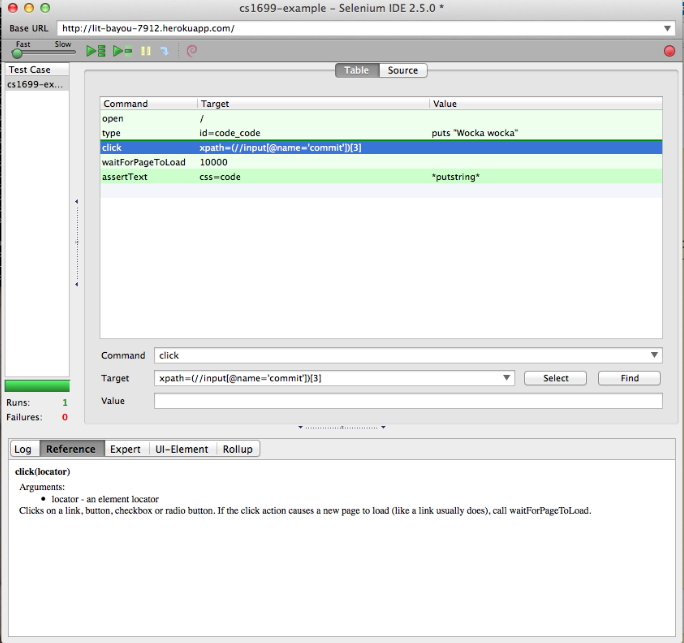 cs1699-example - Selenium IDE 2.5.0 *
Base URL http://lit-bayou-7912.herokuapp.com/
Fast Slow
Test Case
cs1699-ex...
Table Source
Command Target Value
open /
type id=code_code puts "Wocka wocka"
click xpath=(//input[@name='commit'])[3]
waitForPageToLoad 10000
assertText css=code *putstring*
Command click
Target xpath=(//input[@name='commit'])[3] Select Find
Value
Runs: 1
Failures: 0
Log Reference Expert UI-Element Rollup
click(locator)
Arguments:
• locator - an element locator
Clicks on a link, button, checkbox or radio button. If the click action causes a new page to load (like a link usually does), call waitForPageToLoad.